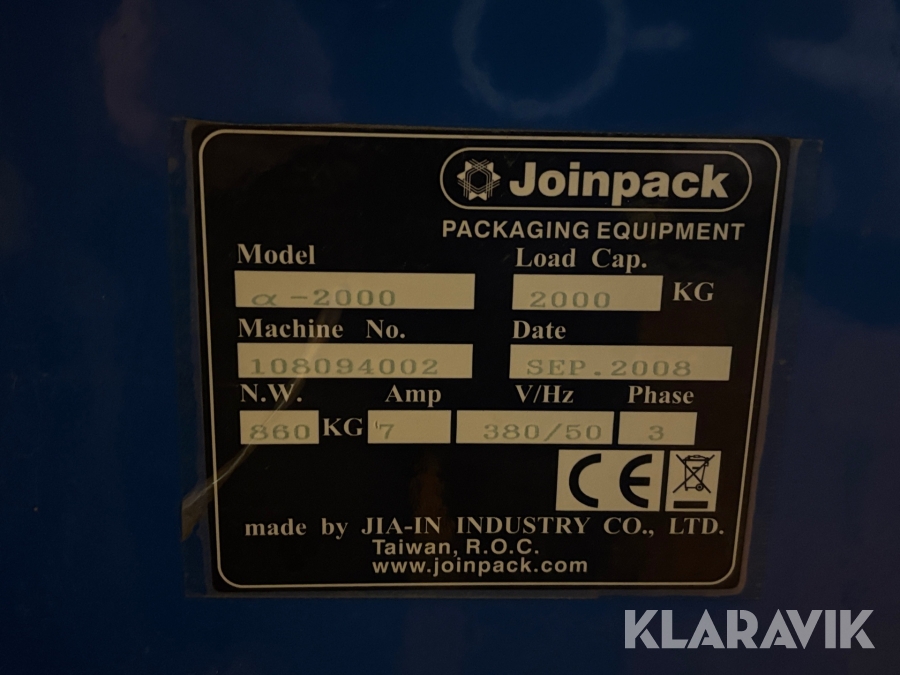 Joinpack
PACKAGING EQUIPMENT
Model Load Cap.
α-2000 2000 KG
Machine No. Date
108094002 SEP.2008
N.W. Amp V/Hz Phase
860 KG 7 380/50 3
CE
made by JIA-IN INDUSTRY CO., LTD.
Taiwan, R.O.C.
www.joinpack.com
KLARAVIK